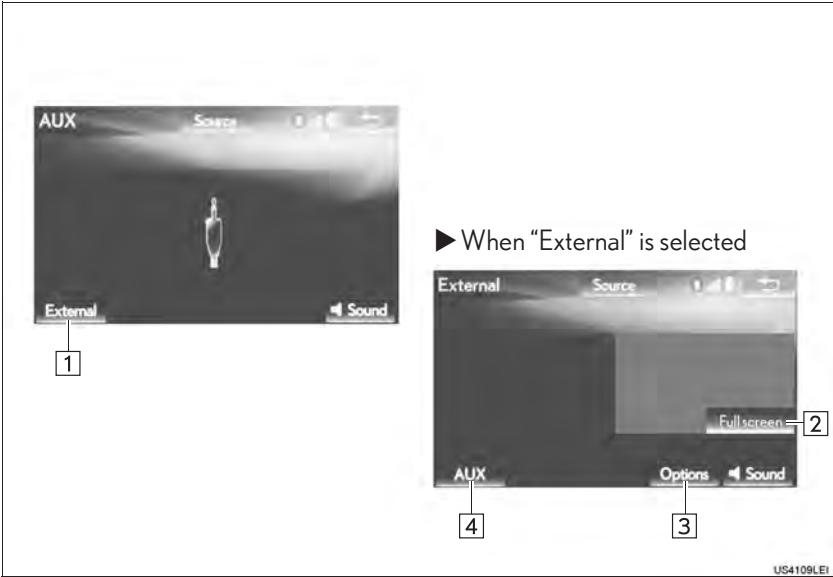 AUX
Source
External
Sound
1
▶ When “External” is selected
External
Source
Full screen
2
AUX
Options
Sound
4
3
US4109LEI